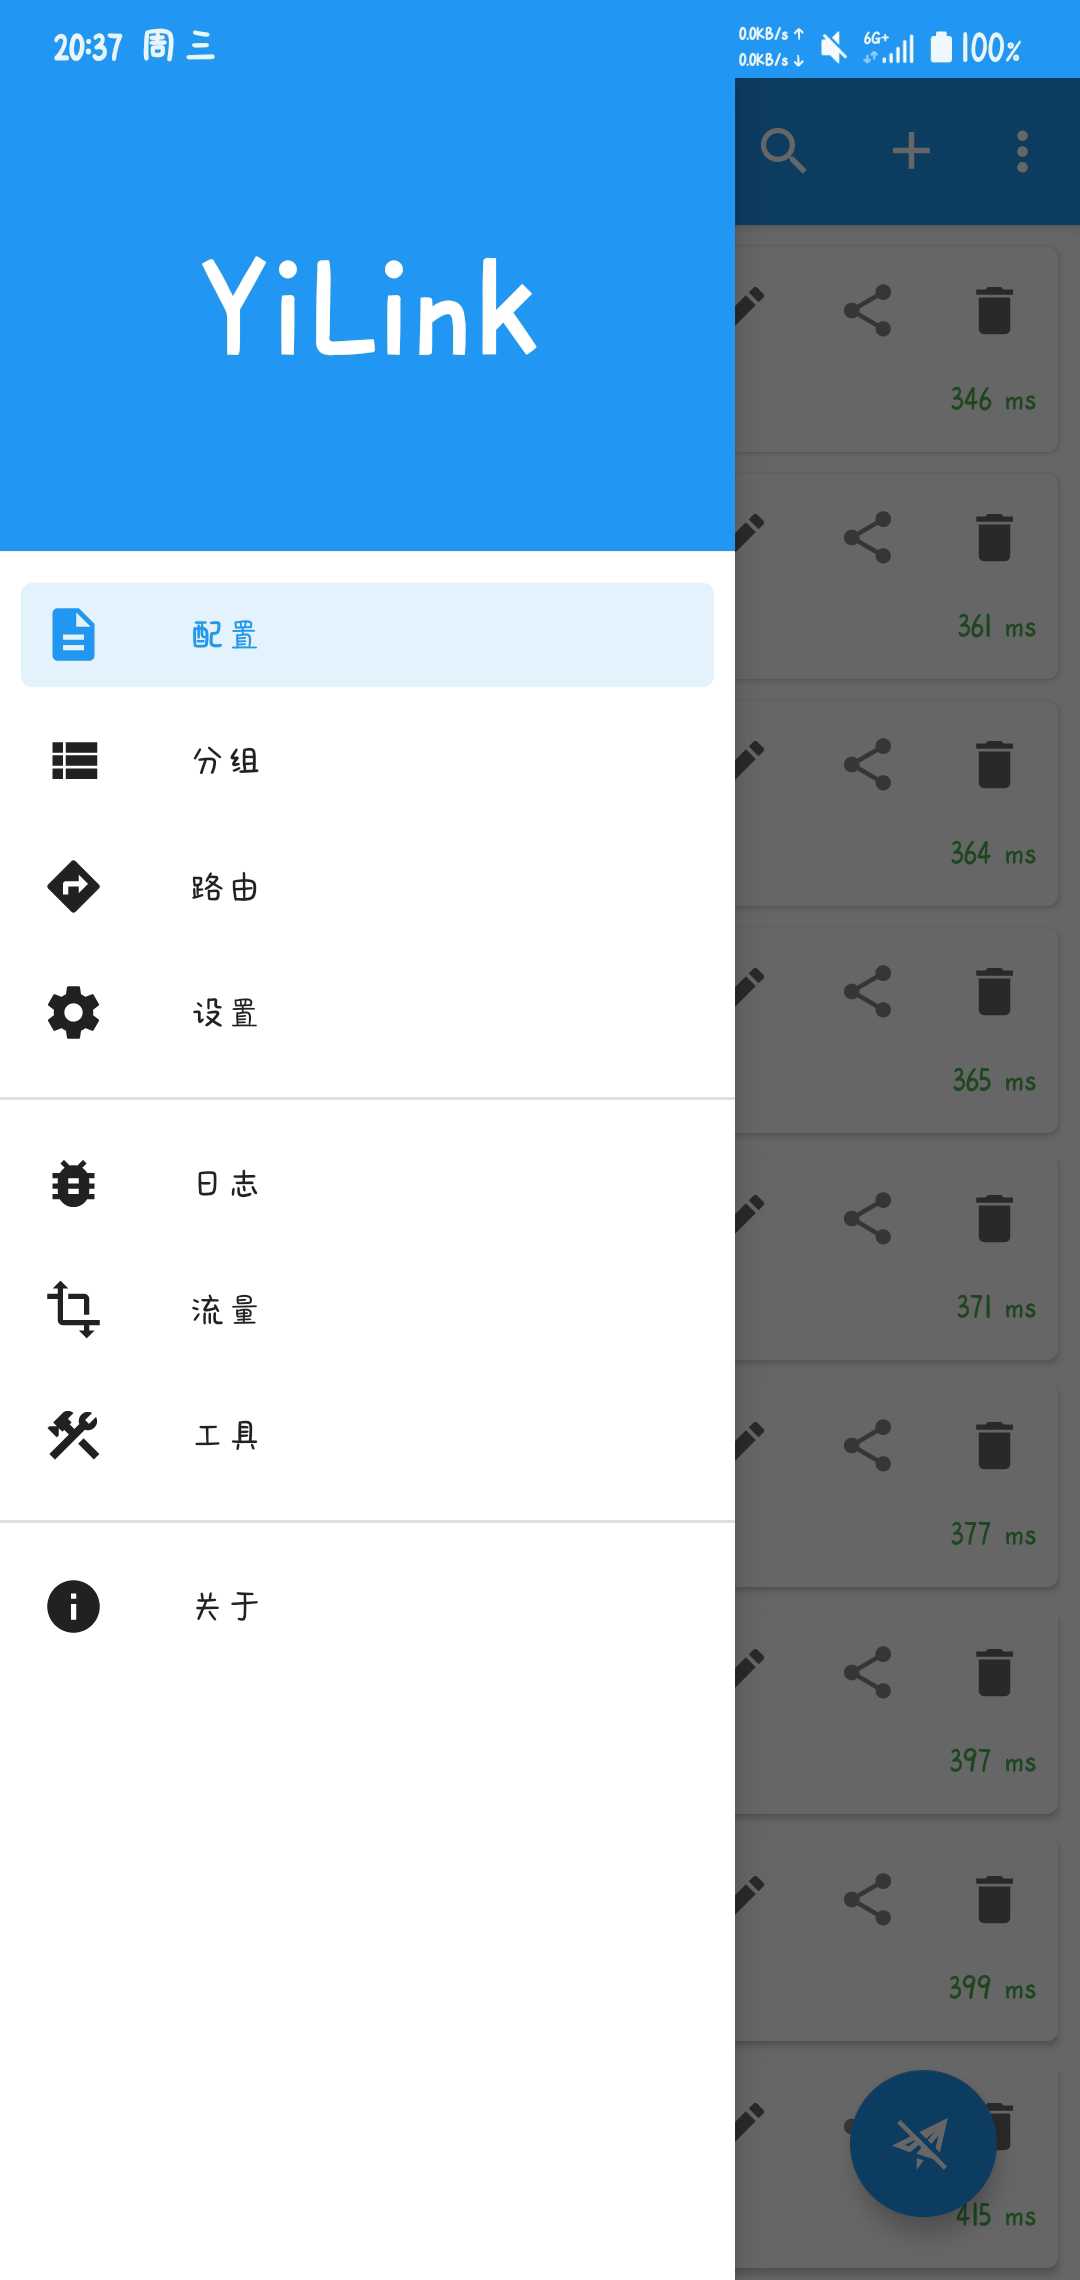 20:37 周三
0.0KB/s ↑
0.0KB/s ↓
6G+
100%
YiLink
配置
分组
路由
设置
日志
流量
工具
关于
346 ms
361 ms
364 ms
365 ms
371 ms
377 ms
397 ms
399 ms
415 ms